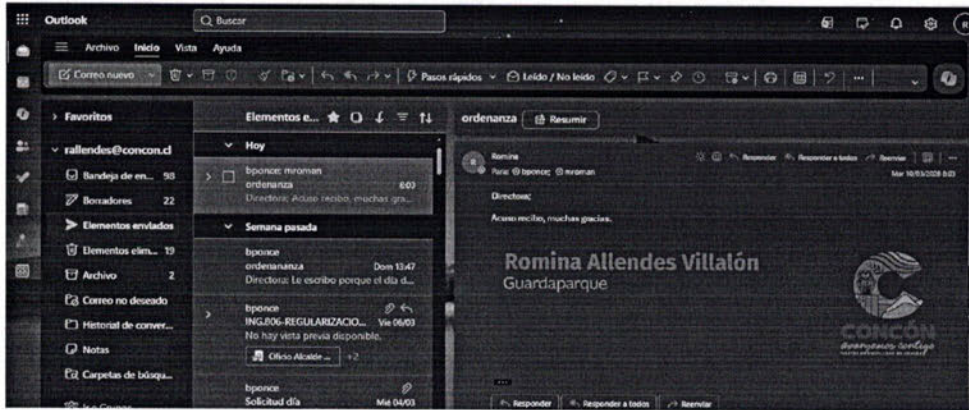 Outlook
Buscar
Archivo Inicio Vista Ayuda
Correo nuevo
Pasos rápidos
Leído / No leído
Favoritos
rallendes@concon.cl
Bandeja de en... 98
Borradores 22
Elementos enviados
Elementos elim... 19
Archivo 2
Correo no deseado
Historial de conver...
Notas
Carpetas de búsqu...
Elementos e...
Hoy
bponce; mroman
ordenanza 8:03
Directora; Acuso recibo, muchas gra...
Semana pasada
bponce
ordenananza Dom 13:47
Directora: Le escribo porque el día d...
bponce
ING.806-REGULARIZACIO... Vie 06/03
No hay vista previa disponible.
Oficio Alcalde ... +2
bponce
Solicitud día Mié 04/03
ordenanza Resumir
Romina
Para: bponce; mroman
Responder Responder a todos Reenviar
Mar 10/03/2026 8:03
Directora;
Acuso recibo, muchas gracias.
Romina Allendes Villalón
Guardaparque
CONCÓN
avanzamos contigo
Responder Responder a todos Reenviar